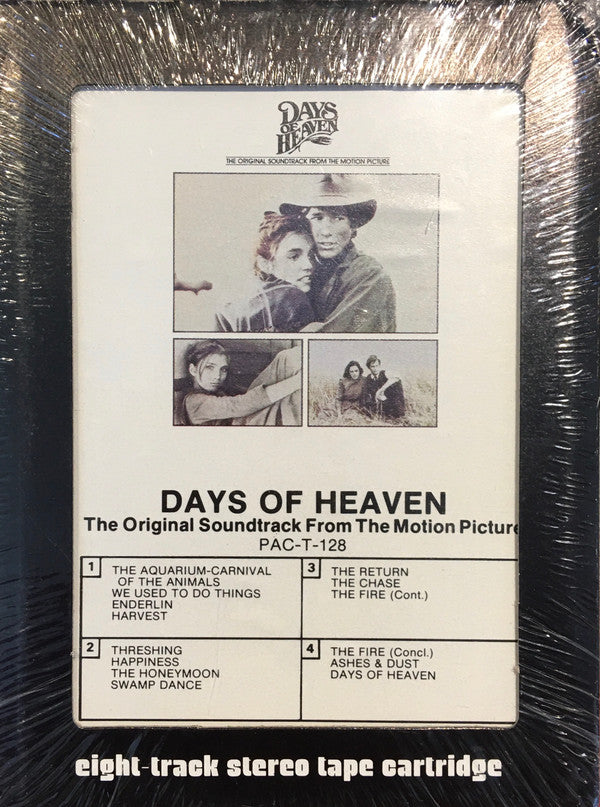 DAYS
OF
HEAVEN
THE ORIGINAL SOUNDTRACK FROM THE MOTION PICTURE
DAYS OF HEAVEN
The Original Soundtrack From The Motion Picture
PAC-T-128
1
THE AQUARIUM-CARNIVAL
OF THE ANIMALS
WE USED TO DO THINGS
ENDERLIN
HARVEST
2
THRESHING
HAPPINESS
THE HONEYMOON
SWAMP DANCE
3
THE RETURN
THE CHASE
THE FIRE (Cont.)
4
THE FIRE (Concl.)
ASHES & DUST
DAYS OF HEAVEN
eight-track stereo tape cartridge